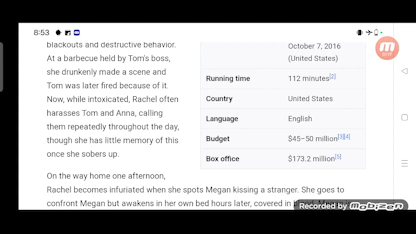 8:53
blackouts and destructive behavior.
At a barbecue held by Tom's boss,
she drunkenly made a scene and
Tom was later fired because of it.
Now, while intoxicated, Rachel often
harasses Tom and Anna, calling
them repeatedly throughout the day,
though she has little memory of this
once she sobers up.
October 7, 2016
(United States)
Running time 112 minutes[2]
Country United States
Language English
Budget $45–50 million[3][4]
Box office $173.2 million[5]
On the way home one afternoon,
Rachel becomes infuriated when she spots Megan kissing a stranger. She goes to
confront Megan but awakens in her own bed hours later, covered in
Recorded by Mobizen